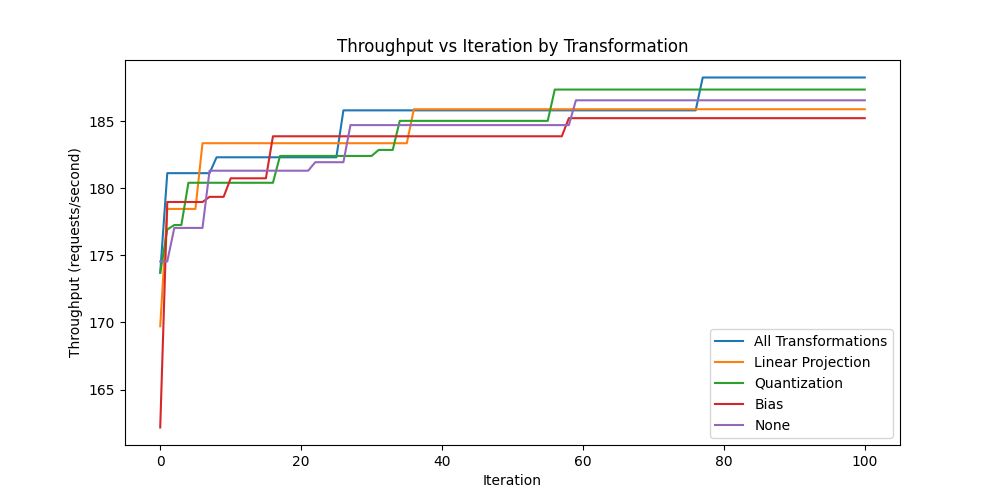 Throughput vs Iteration by Transformation
Throughput (requests/second)
185
180
175
170
165
0
20
40
60
80
100
Iteration
All Transformations
Linear Projection
Quantization
Bias
None